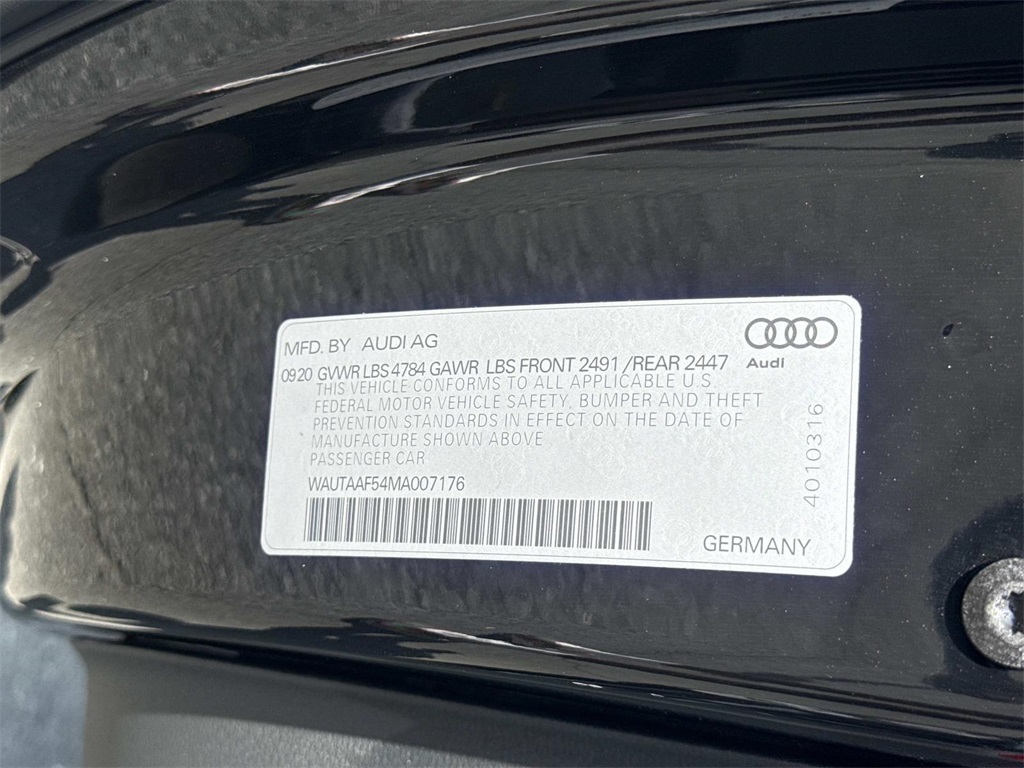 MFD. BY AUDI AG
0920 GVWR LBS 4784 GAWR LBS FRONT 2491 /REAR 2447
Audi
THIS VEHICLE CONFORMS TO ALL APPLICABLE U.S.
FEDERAL MOTOR VEHICLE SAFETY, BUMPER AND THEFT
PREVENTION STANDARDS IN EFFECT ON THE DATE OF
MANUFACTURE SHOWN ABOVE
PASSENGER CAR
WAUTAAF54MA007176
4010316
GERMANY